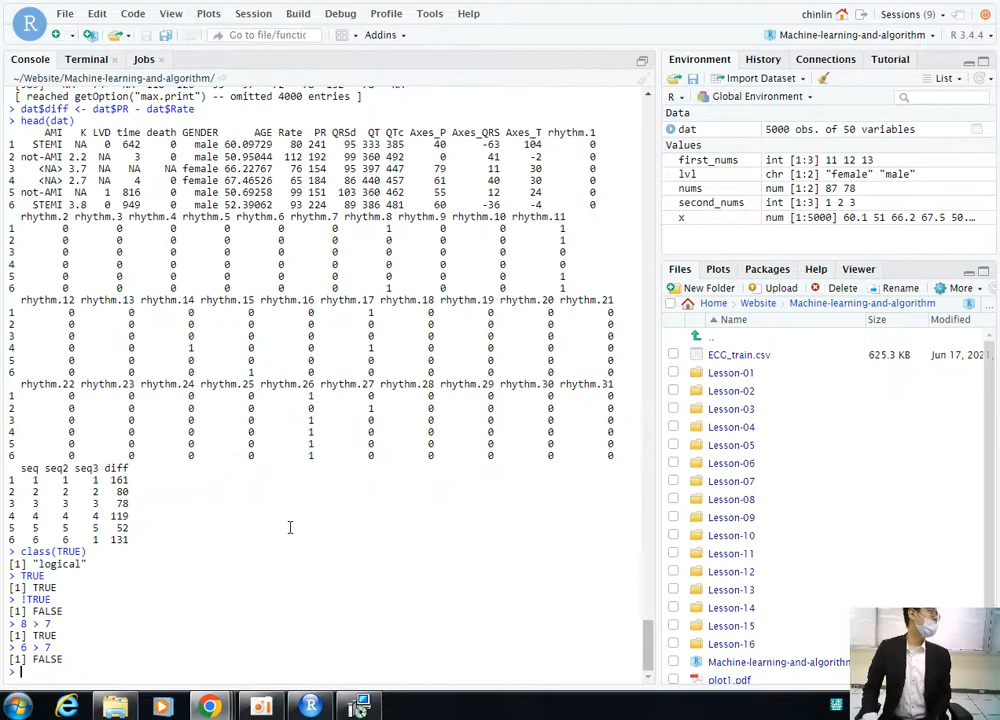 File Edit Code View Plots Session Build Debug Profile Tools Help
chinlin Sessions (9)
Go to file/functic Addins
Machine-learning-and-algorithm R 3.4.4
Console Terminal Jobs
~/Website/Machine-learning-and-algorithm/
[ reached getOption("max.print") -- omitted 4000 entries ]
> dat$diff <- dat$PR - dat$Rate
> head(dat)
AMI K LVD time death GENDER AGE Rate PR QRSd QT QTc Axes_P Axes_QRS Axes_T rhythm.1
1 STEMI NA 0 642 0 male 60.09729 80 241 95 333 385 40 -63 104 0
2 not-AMI 2.2 NA 3 0 male 50.95044 112 192 99 360 492 0 41 -2 0
3 <NA> 3.7 NA NA NA female 66.22767 76 154 83 397 447 79 11 30 0
4 <NA> 2.7 NA 4 0 female 67.46526 65 184 86 440 457 61 40 30 0
5 not-AMI NA 1 816 0 male 50.69258 99 151 103 360 462 55 12 24 0
6 STEMI 3.8 0 949 0 male 52.39062 93 224 89 386 481 60 -36 -4 0
rhythm.2 rhythm.3 rhythm.4 rhythm.5 rhythm.6 rhythm.7 rhythm.8 rhythm.9 rhythm.10 rhythm.11
1 0 0 0 0 0 0 1 0 0 1
2 0 0 0 0 0 0 0 0 0 1
3 0 0 0 0 0 0 0 0 0 0
4 0 0 0 0 0 0 0 0 0 0
5 0 0 0 0 0 0 0 0 0 1
6 0 0 0 0 0 0 1 0 0 1
rhythm.12 rhythm.13 rhythm.14 rhythm.15 rhythm.16 rhythm.17 rhythm.18 rhythm.19 rhythm.20 rhythm.21
1 0 0 0 0 0 1 0 0 0 0
2 0 0 0 0 0 0 0 0 0 0
3 0 0 0 0 0 0 0 0 0 0
4 0 0 1 0 0 1 0 0 0 0
5 0 0 0 0 0 0 0 0 0 0
6 0 0 0 1 0 0 0 0 0 0
rhythm.22 rhythm.23 rhythm.24 rhythm.25 rhythm.26 rhythm.27 rhythm.28 rhythm.29 rhythm.30 rhythm.31
1 0 0 0 0 1 0 0 0 0 0
2 0 0 0 0 0 1 0 0 0 0
3 0 0 0 0 1 0 0 0 0 0
4 0 0 0 0 1 0 0 0 0 0
5 0 0 0 0 1 0 0 0 0 0
6 0 0 0 0 1 0 0 0 0 0
seq seq2 seq3 diff
1 1 1 1 161
2 2 2 2 80
3 3 3 3 78
4 4 4 4 119
5 5 5 5 52
6 6 6 1 131
> class(TRUE)
[1] "logical"
> TRUE
[1] TRUE
> !TRUE
[1] FALSE
> 8 > 7
[1] TRUE
> 6 > 7
[1] FALSE
>
Environment History Connections Tutorial
Import Dataset List
R Global Environment
Data
dat 5000 obs. of 50 variables
Values
first_nums int [1:3] 11 12 13
lvl chr [1:2] "female" "male"
nums num [1:2] 87 78
second_nums int [1:3] 1 2 3
x num [1:5000] 60.1 51 66.2 67.5 50....
Files Plots Packages Help Viewer
New Folder Upload Delete Rename More
Home Website Machine-learning-and-algorithm
Name Size Modified
..
ECG_train.csv 625.3 KB Jun 17, 2021,
Lesson-01
Lesson-02
Lesson-03
Lesson-04
Lesson-05
Lesson-06
Lesson-07
Lesson-08
Lesson-09
Lesson-10
Lesson-11
Lesson-12
Lesson-13
Lesson-14
Lesson-15
Lesson-16
Machine-learning-and-algorithm
plot1.pdf